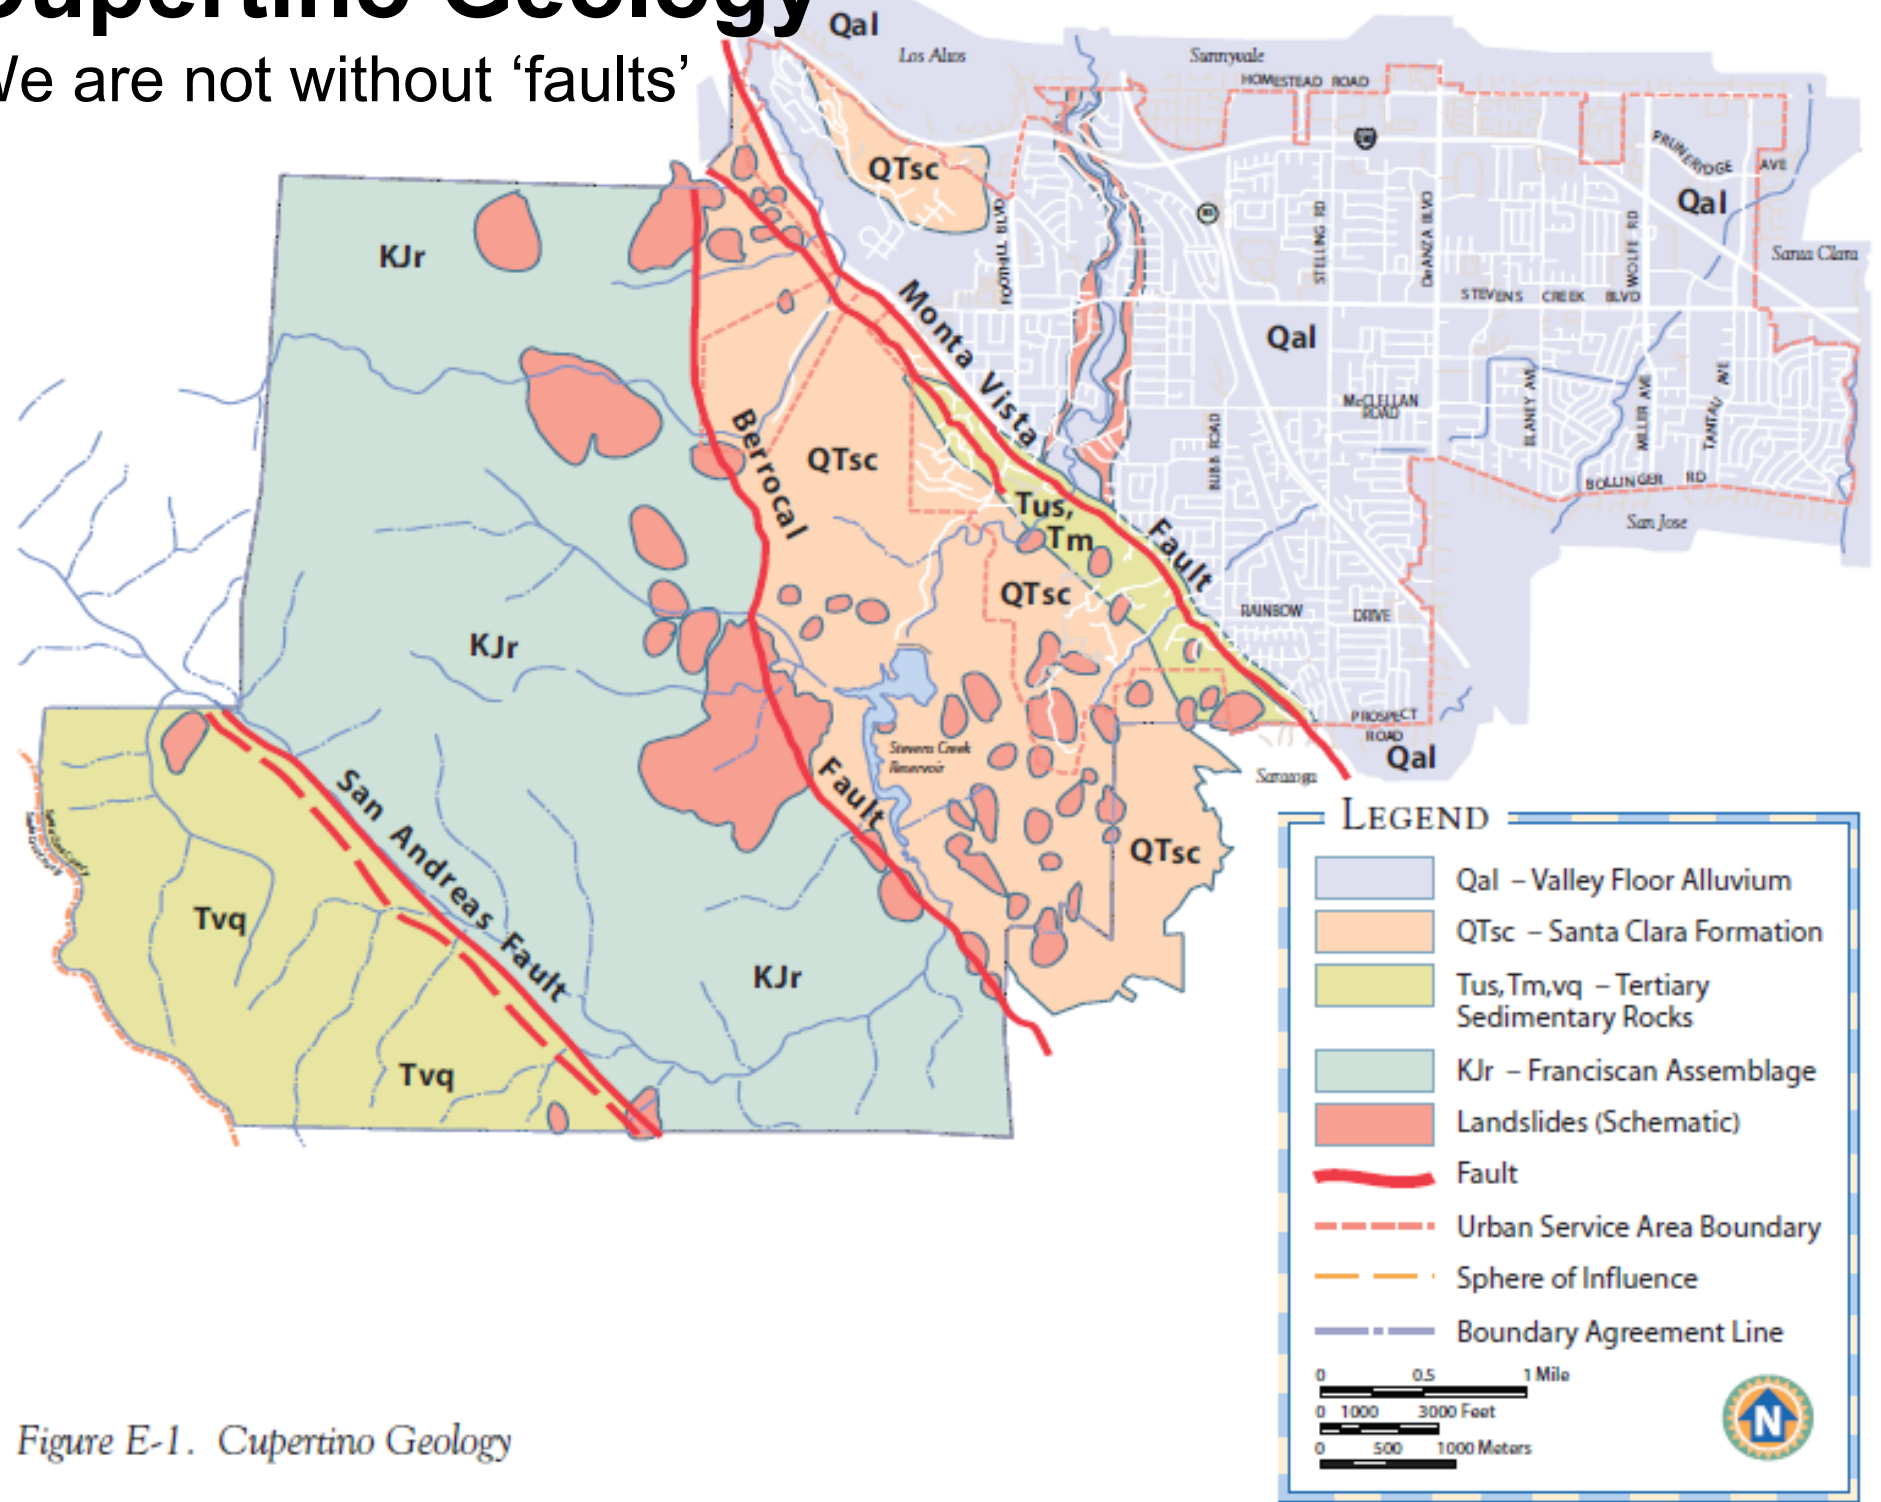 Cupertino Geology
We are not without ‘faults’
Qal
Los Altos
Sunnyvale
HOMESTEAD ROAD
PRUNERIDGE AVE
QTsc
Qal
FOOTHILL BLVD
STELLING RD
DeANZA BLVD
WOLFE RD
Santa Clara
KJr
STEVENS CREEK BLVD
Monta Vista
Fault
Qal
McCLELLAN
ROAD
BLANEY AVE
MILLER AVE
TANTAU AVE
BUBB ROAD
Berrocal
Fault
QTsc
BOLLINGER RD
San Jose
Tus,
Tm
QTsc
RAINBOW DRIVE
KJr
PROSPECT
ROAD
Qal
Saratoga
Stevens Creek
Reservoir
San Andreas Fault
QTsc
Tvq
KJr
Tvq
LEGEND
Qal – Valley Floor Alluvium
QTsc – Santa Clara Formation
Tus,Tm,vq – Tertiary
Sedimentary Rocks
KJr – Franciscan Assemblage
Landslides (Schematic)
Fault
Urban Service Area Boundary
Sphere of Influence
Boundary Agreement Line
0 0.5 1 Mile
0 1000 3000 Feet
0 500 1000 Meters
N
Figure E-1. Cupertino Geology